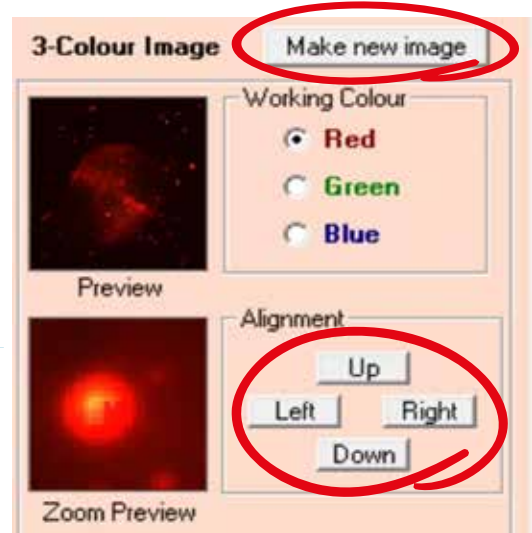 3-Colour Image
Make new image
Working Colour
Red
Green
Blue
Preview
Alignment
Up
Left Right
Down
Zoom Preview